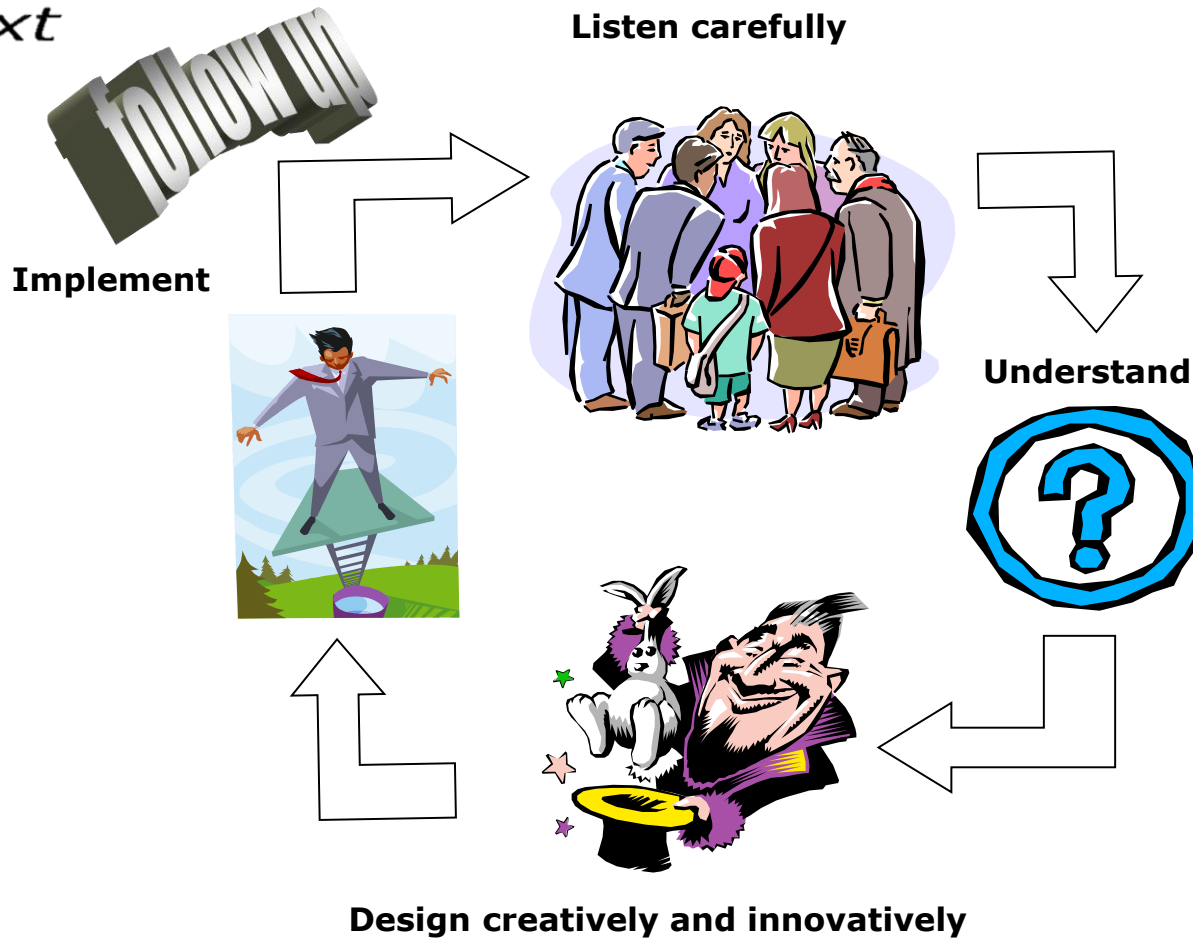 Listen carefully
follow up
Implement
Understand
Design creatively and innovatively